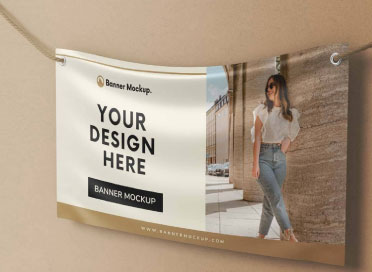 Banner Mockup.
YOUR
DESIGN
HERE
BANNER MOCKUP
WWW.BANNERMOCKUP.COM